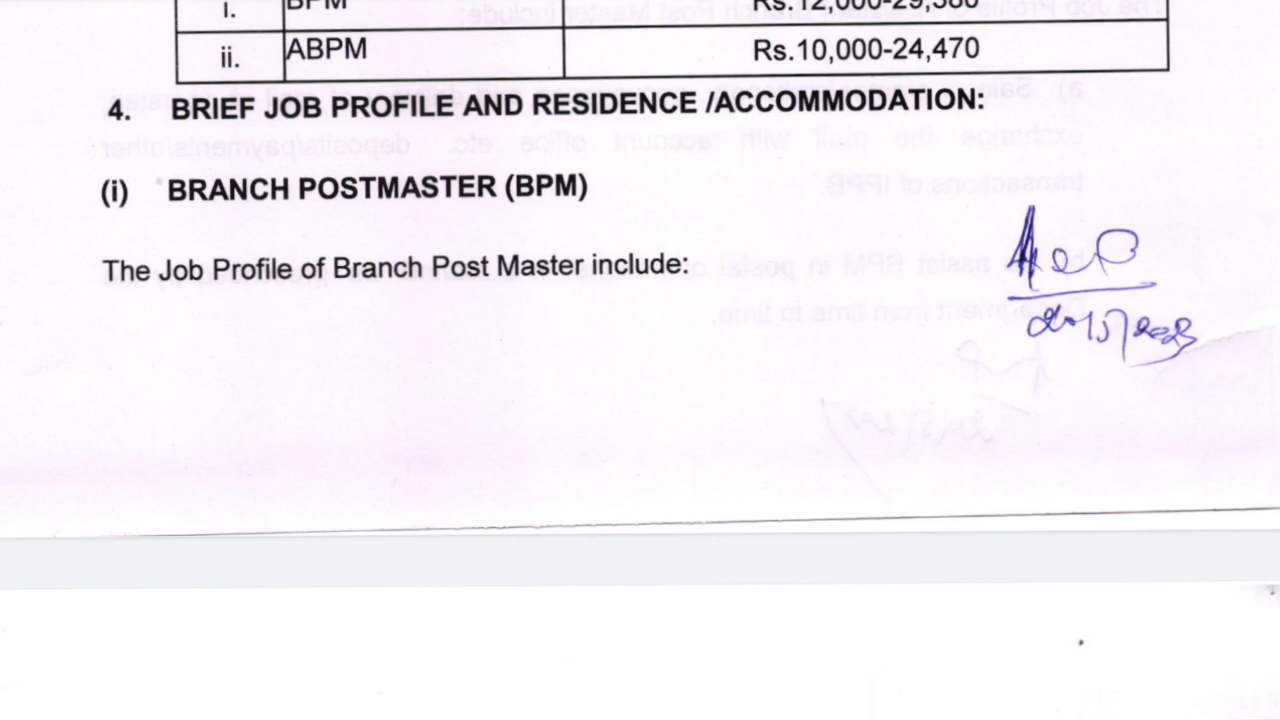 i. BPM Rs.12,000-29,380
ii. ABPM Rs.10,000-24,470
4. BRIEF JOB PROFILE AND RESIDENCE /ACCOMMODATION:
(i) BRANCH POSTMASTER (BPM)
The Job Profile of Branch Post Master include: